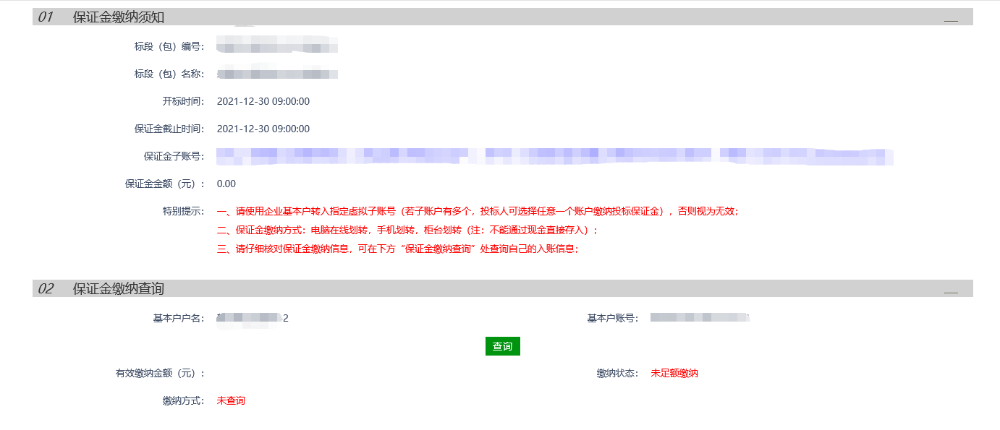 01 保证金缴纳须知
标段（包）编号：
标段（包）名称：
开标时间： 2021-12-30 09:00:00
保证金截止时间： 2021-12-30 09:00:00
保证金子账号：
保证金金额（元）： 0.00
特别提示： 一、请使用企业基本户转入指定虚拟子账号（若子账户有多个，投标人可选择任意一个账户缴纳投标保证金），否则视为无效；
二、保证金缴纳方式：电脑在线划转，手机划转，柜台划转（注：不能通过现金直接存入）；
三、请仔细核对保证金缴纳信息，可在下方“保证金缴纳查询”处查询自己的入账信息；
02 保证金缴纳查询
基本户户名： -2 基本户账号：
查询
有效缴纳金额（元）： 缴纳状态： 未足额缴纳
缴纳方式： 未查询